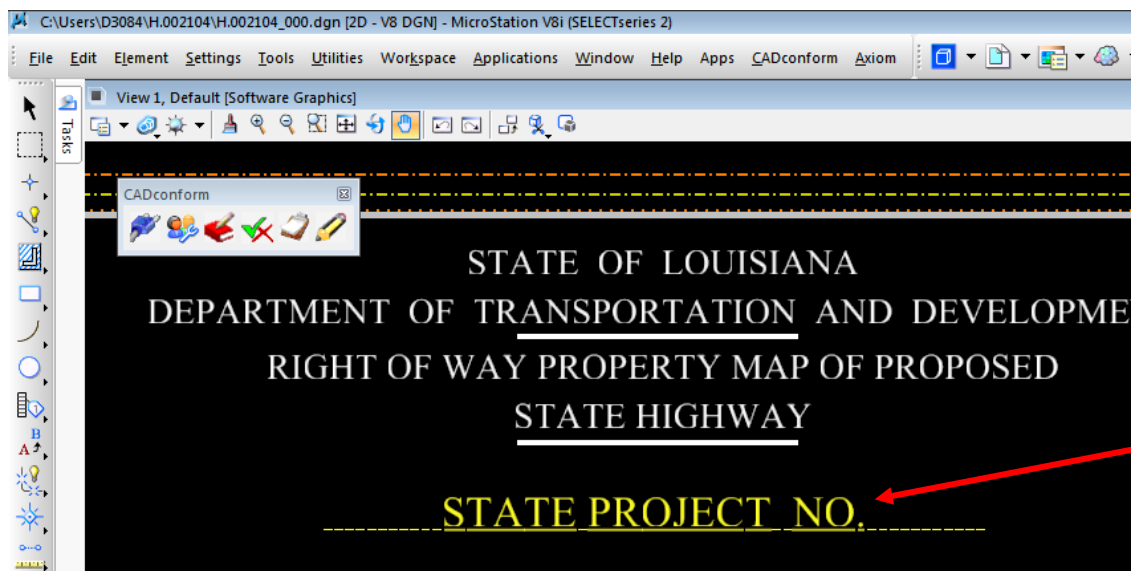 C:\Users\D3084\H.002104\H.002104_000.dgn [2D - V8 DGN] - MicroStation V8i (SELECTseries 2)
File Edit Element Settings Tools Utilities Workspace Applications Window Help Apps CADconform Axiom
View 1, Default [Software Graphics]
Tasks
CADconform
STATE OF LOUISIANA
DEPARTMENT OF TRANSPORTATION AND DEVELOPME
RIGHT OF WAY PROPERTY MAP OF PROPOSED
STATE HIGHWAY
STATE PROJECT NO.